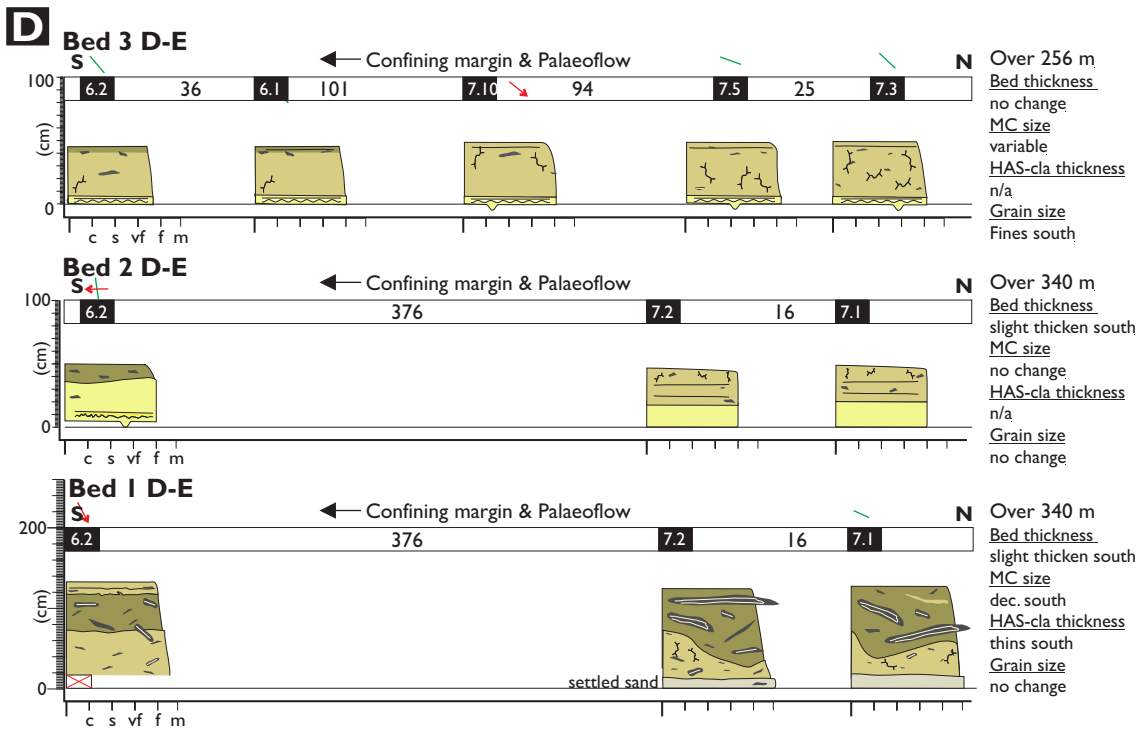 D
Bed 3 D-E
S
Confining margin & Palaeoflow
N
100
6.2
36
6.1
101
7.10
94
7.5
25
7.3
(cm)
0
c s vf f m
Over 256 m
Bed thickness
no change
MC size
variable
HAS-cla thickness
n/a
Grain size
Fines south
Bed 2 D-E
S
Confining margin & Palaeoflow
N
100
6.2
376
7.2
16
7.1
(cm)
0
c s vf f m
Over 340 m
Bed thickness
slight thicken south
MC size
no change
HAS-cla thickness
n/a
Grain size
no change
Bed 1 D-E
S
Confining margin & Palaeoflow
N
200
6.2
376
7.2
16
7.1
(cm)
settled sand
0
c s vf f m
Over 340 m
Bed thickness
slight thicken south
MC size
dec. south
HAS-cla thickness
thins south
Grain size
no change